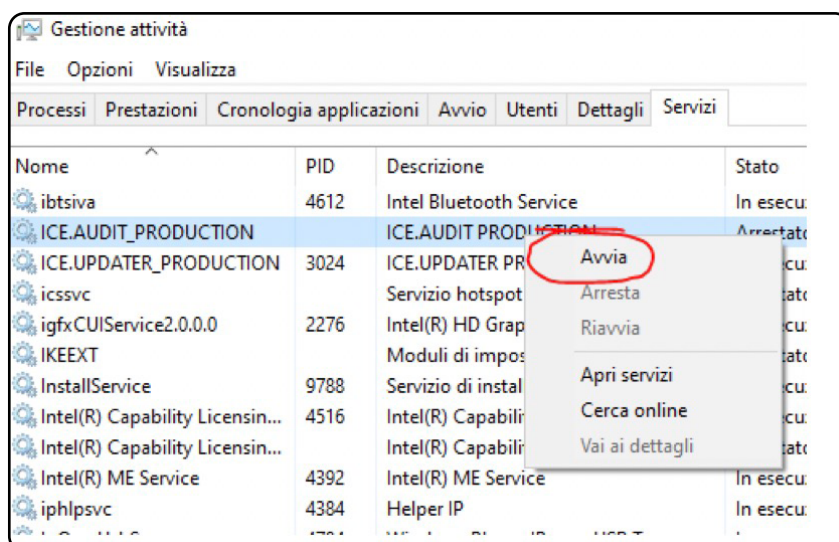 Gestione attività
File Opzioni Visualizza
Processi Prestazioni Cronologia applicazioni Avvio Utenti Dettagli Servizi
Nome PID Descrizione Stato
ibtsiva 4612 Intel Bluetooth Service In esecu
ICE.AUDIT_PRODUCTION ICE.AUDIT PRODUCTION Arrestato
ICE.UPDATER_PRODUCTION 3024 ICE.UPDATER PR
icssvc Servizio hotspot
igfxCUIService2.0.0.0 2276 Intel(R) HD Grap
IKEEXT Moduli di impos
InstallService 9788 Servizio di instal
Intel(R) Capability Licensin... 4516 Intel(R) Capabili
Intel(R) Capability Licensin... Intel(R) Capabili
Intel(R) ME Service 4392 Intel(R) ME Service In esecu
iphlpsvc 4384 Helper IP In esecu
Avvia
Arresta
Riavvia
Apri servizi
Cerca online
Vai ai dettagli